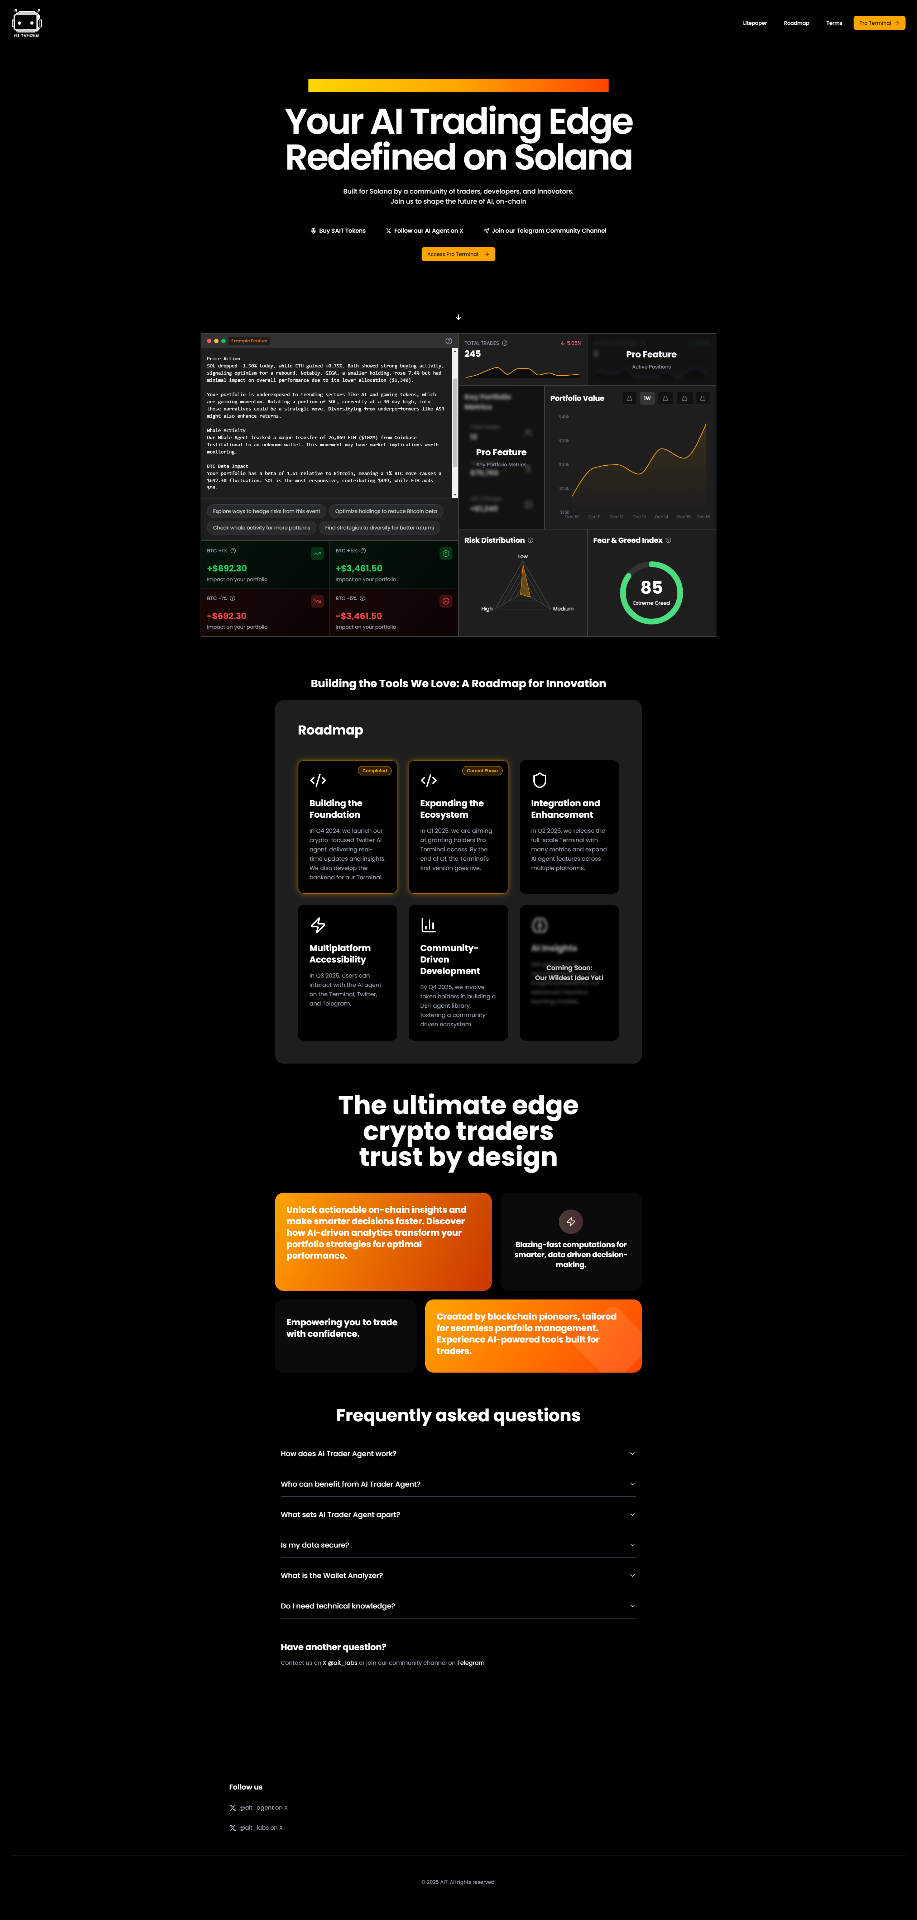 AI TRADER
Litepaper
Roadmap
Terms
Pro Terminal
Your AI Trading Edge
Redefined on Solana
Built for Solana by a community of traders, developers, and innovators.
Join us to shape the future of AI, on-chain
Buy $AIT Tokens
Follow our AI Agent on X
Join our Telegram Community Channel
Access Pro Terminal
Example Feature
Price Action
SOL dropped -1.50% today, while ETH gained +0.75%. Both showed strong buying activity,
signaling optimism for a rebound. Notably, GIGA, a smaller holding, rose 7.4% but had
minimal impact on overall performance due to its lower allocation
Your portfolio is underexposed to trending sectors like AI and gaming tokens, which
are gaining momentum. Rotating a portion of SOL, currently at a 30 day high, into
these narratives could be a strategic move. Diversifying from underperformers like
might also enhance returns.
Whale Activity
Our Whale Agent tracked a major transfer of 26,069 ETH ($102M) from Coinbase
Institutional to an unknown wallet. This movement may have market implications worth
monitoring.
BTC Beta Impact
Your portfolio has a beta of relative to Bitcoin, meaning a 1% BTC move causes a
$692.30 fluctuation. SOL is the most responsive, contributing while ETH adds
Explore ways to hedge risks from this event
Optimize holdings to reduce Bitcoin beta
Check whale activity for more patterns
Find strategies to diversify for better returns
BTC +1%
+$692.30
Impact on your portfolio
BTC +5%
+$3,461.50
Impact on your portfolio
BTC -1%
-$692.30
Impact on your portfolio
BTC -5%
-$3,461.50
Impact on your portfolio
TOTAL TRADES
5.05%
245
Pro Feature
Active Positions
Key Portfolio
Metrics
Pro Feature
Key Portfolio Metrics
Portfolio Value
1W
Dec 10
Dec 11
Dec 12
Dec 13
Dec 14
Dec 15
Dec 16
Risk Distribution
Low
High
Medium
Fear & Greed Index
85
Extreme Greed
Building the Tools We Love: A Roadmap for Innovation
Roadmap
Completed
Building the
Foundation
In Q4 2024, we launch our
crypto-focused Twitter AI
agent, delivering real-
time updates and insights.
We also develop the
backend for our Terminal.
Current Phase
Expanding the
Ecosystem
In Q1 2025, we are aiming
at granting holders Pro
Terminal access. By the
end of Q1, the Terminal's
first version goes live.
Integration and
Enhancement
In Q2 2025, we release the
full-scale Terminal with
many metrics and expand
AI agent features across
multiple platforms.
Multiplatform
Accessibility
In Q3 2025, users can
interact with the AI agent
on the Terminal, Twitter,
and Telegram.
Community-
Driven
Development
By Q4 2025, we involve
token holders in building a
DeFi agent library,
fostering a community-
driven ecosystem.
AI Insights
Coming Soon:
Our Wildest Idea Yet!
The ultimate edge
crypto traders
trust by design
Unlock actionable on-chain insights and
make smarter decisions faster. Discover
how AI-driven analytics transform your
portfolio strategies for optimal
performance.
Blazing-fast computations for
smarter, data driven decision-
making.
Empowering you to trade
with confidence.
Created by blockchain pioneers, tailored
for seamless portfolio management.
Experience AI-powered tools built for
traders.
Frequently asked questions
How does AI Trader Agent work?
Who can benefit from AI Trader Agent?
What sets AI Trader Agent apart?
Is my data secure?
What is the Wallet Analyzer?
Do I need technical knowledge?
Have another question?
Contact us on X @ait_labs or join our community channel on Telegram
Follow us
@ait_agent on X
@ait_labs on X
© 2025 AIT. All rights reserved.